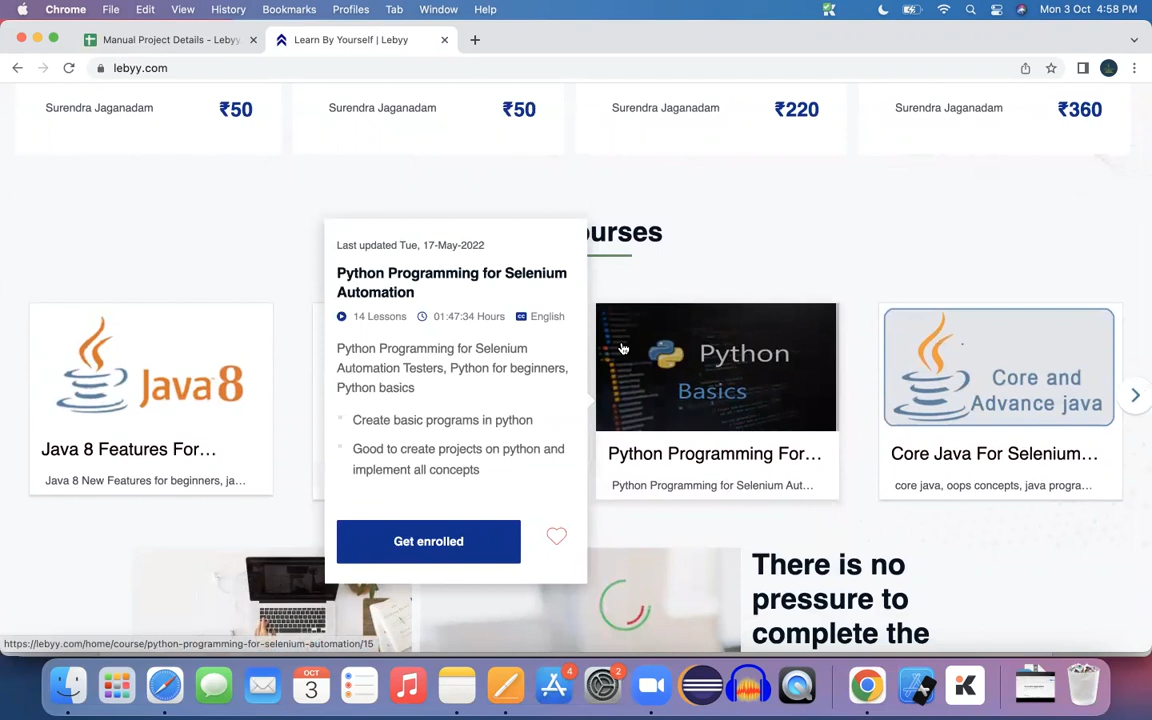 Chrome File Edit View History Bookmarks Profiles Tab Window Help Mon 3 Oct 4:58 PM
Manual Project Details - Lebyy Learn By Yourself | Lebyy
lebyy.com
Surendra Jaganadam ₹50 Surendra Jaganadam ₹50 Surendra Jaganadam ₹220 Surendra Jaganadam ₹360
ourses
Last updated Tue, 17-May-2022
Python Programming for Selenium
Automation
14 Lessons 01:47:34 Hours CC English
Python Programming for Selenium
Automation Testers, Python for beginners,
Python basics
Create basic programs in python
Good to create projects on python and
implement all concepts
Get enrolled
Java 8
Java 8 Features For...
Java 8 New Features for beginners, ja...
Python
Basics
Python Programming For...
Python Programming for Selenium Aut...
Core and
Advance java
Core Java For Selenium...
core java, oops concepts, java progra...
There is no
pressure to
complete the
https://lebyy.com/home/course/python-programming-for-selenium-automation/15
OCT
3
4
2